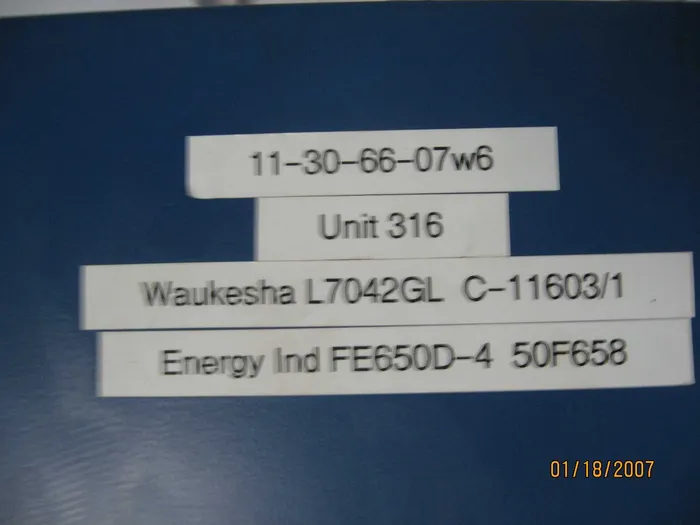 11-30-66-07w6
Unit 316
Waukesha L7042GL C-11603/1
Energy Ind FE650D-4 50F658
01/18/2007